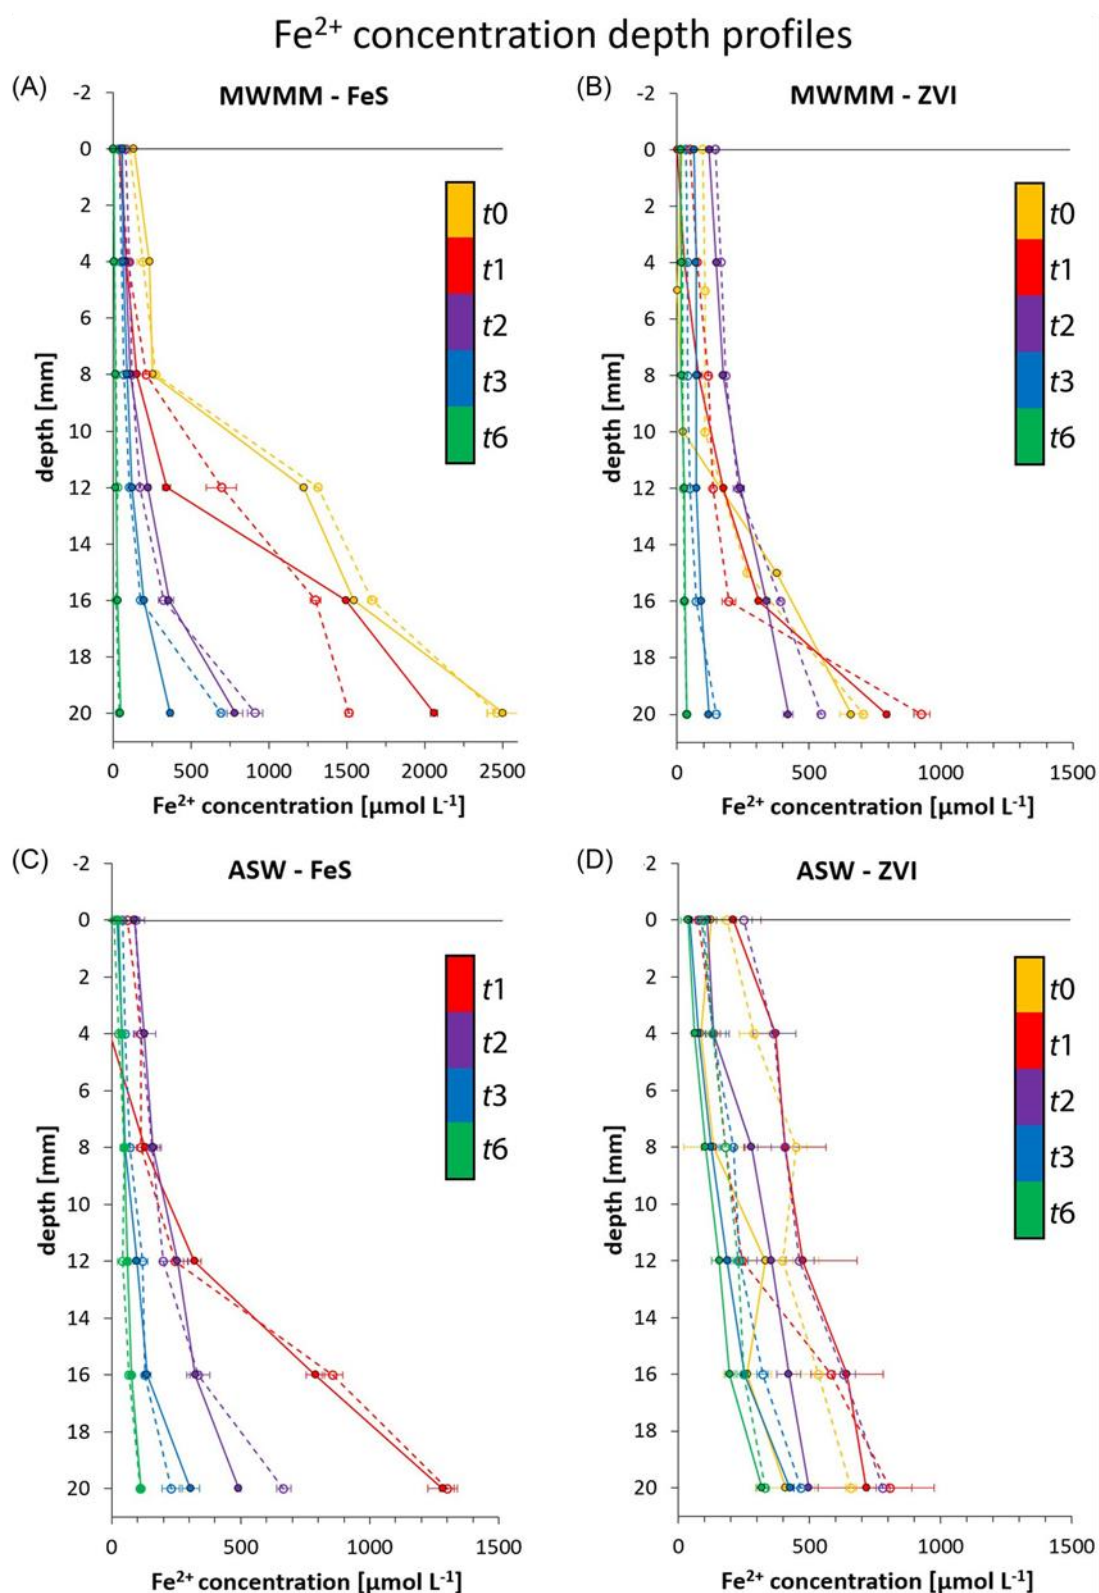 Fe²⁺ concentration depth profiles
(A)
MWMM - FeS
-2
0
2
4
6
8
10
12
14
16
18
20
depth [mm]
t0
t1
t2
t3
t6
0 500 1000 1500 2000 2500
Fe²⁺ concentration [µmol L⁻¹]
(B)
MWMM - ZVI
-2
0
2
4
6
8
10
12
14
16
18
20
depth [mm]
t0
t1
t2
t3
t6
0 500 1000 1500
Fe²⁺ concentration [µmol L⁻¹]
(C)
ASW - FeS
-2
0
2
4
6
8
10
12
14
16
18
20
depth [mm]
t1
t2
t3
t6
0 500 1000 1500
Fe²⁺ concentration [µmol L⁻¹]
(D)
ASW - ZVI
-2
0
2
4
6
8
10
12
14
16
18
20
depth [mm]
t0
t1
t2
t3
t6
0 500 1000 1500
Fe²⁺ concentration [µmol L⁻¹]